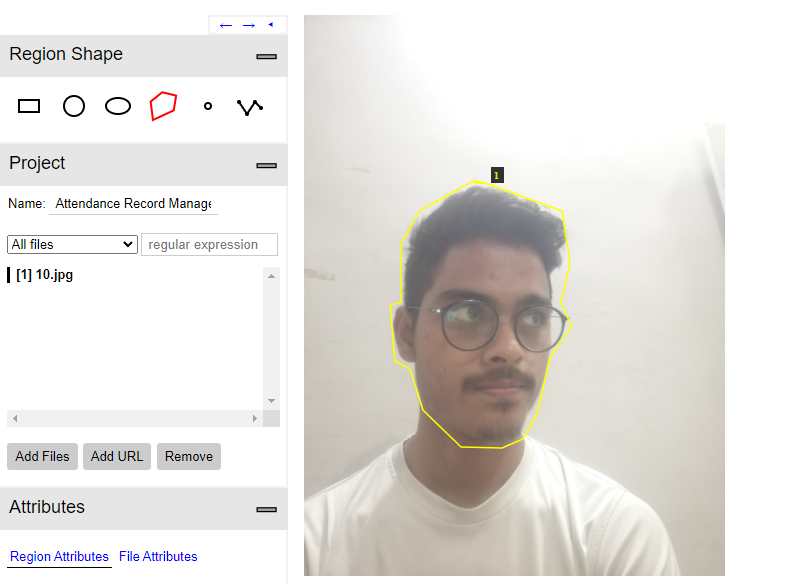 Region Shape
Project
Name: Attendance Record Manage
All files
regular expression
[1] 10.jpg
Add Files
Add URL
Remove
Attributes
Region Attributes
File Attributes
1